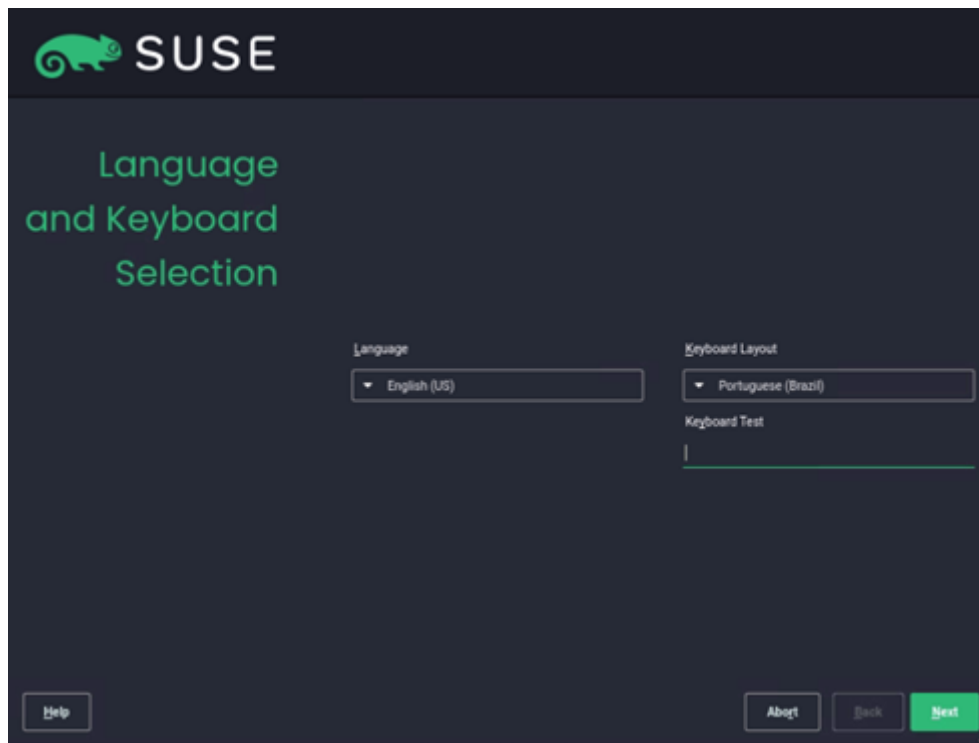 SUSE
Language
and Keyboard
Selection
Language
Keyboard Layout
English (US)
Portuguese (Brazil)
Keyboard Test
Help
Abort
Back
Next